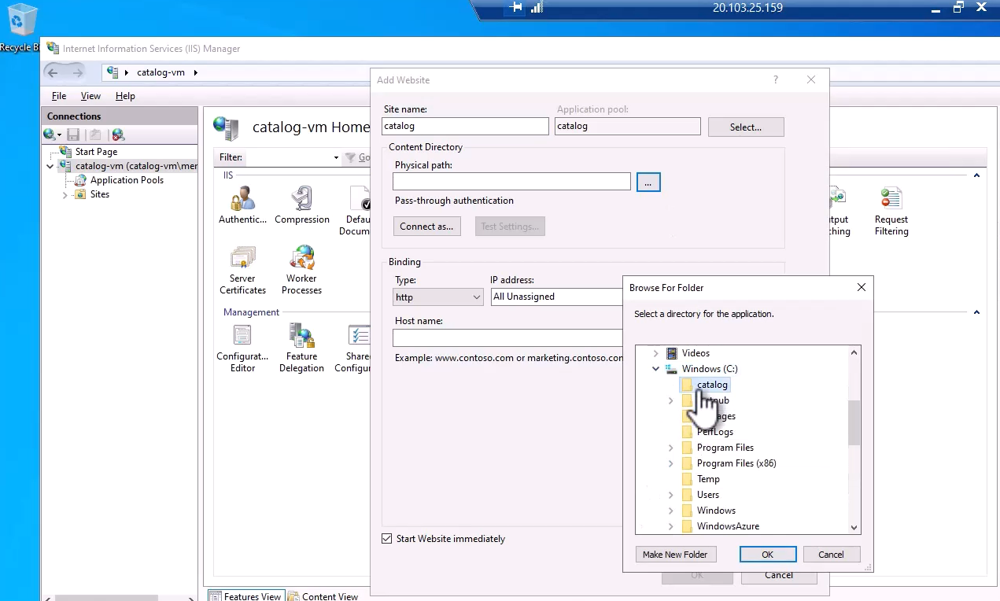 20.103.25.159
Recycle B
Internet Information Services (IIS) Manager
catalog-vm
File View Help
Connections
Start Page
catalog-vm (catalog-vm\mer
Application Pools
Sites
catalog-vm Home
Filter:
Go
IIS
Authentic...
Compression
Defau
Docum
tput
ching
Request
Filtering
Server
Certificates
Worker
Processes
Management
Configurat...
Editor
Feature
Delegation
Share
Configu
Features View
Content View
Add Website
?
Site name:
Application pool:
catalog
catalog
Select...
Content Directory
Physical path:
...
Pass-through authentication
Connect as...
Test Settings...
Binding
Type:
IP address:
http
All Unassigned
Host name:
Example: www.contoso.com or marketing.contoso.com
Start Website immediately
OK
Cancel
Browse For Folder
Select a directory for the application.
Videos
Windows (C:)
catalog
PerfLogs
Program Files
Program Files (x86)
Temp
Users
Windows
WindowsAzure
Make New Folder
OK
Cancel